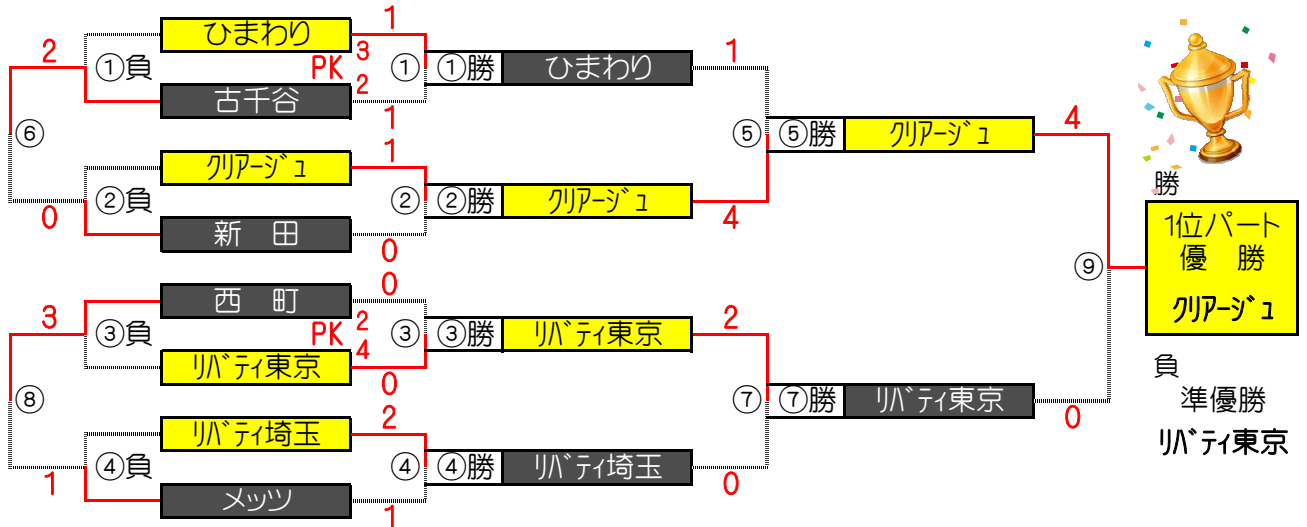 1
ひまわり
2
①負
PK
3
①
①勝
ひまわり
1
2
古千谷
1
⑥
⑤
⑤勝
クリアージュ
4
1
クリアージュ
②負
②
②勝
クリアージュ
0
4
新 田
0
勝
1位パート
優 勝
クリアージュ
⑨
0
西 町
3
③負
PK
2
③
③勝
リバティ東京
2
4
リバティ東京
0
⑧
⑦
⑦勝
リバティ東京
0
負
準優勝
リバティ東京
2
リバティ埼玉
④負
④
④勝
リバティ埼玉
1
0
メッツ
1